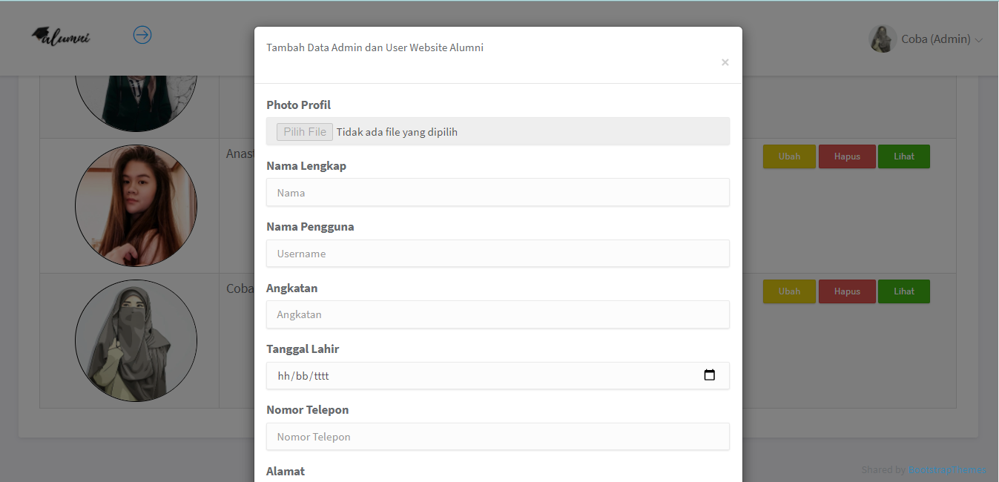 alumni
Coba (Admin)
Tambah Data Admin dan User Website Alumni
×
Photo Profil
Pilih File Tidak ada file yang dipilih
Nama Lengkap
Nama
Anast
Ubah Hapus Lihat
Nama Pengguna
Username
Angkatan
Angkatan
Coba
Ubah Hapus Lihat
Tanggal Lahir
hh/bb/tttt
Nomor Telepon
Nomor Telepon
Alamat
Shared by BootstrapThemes